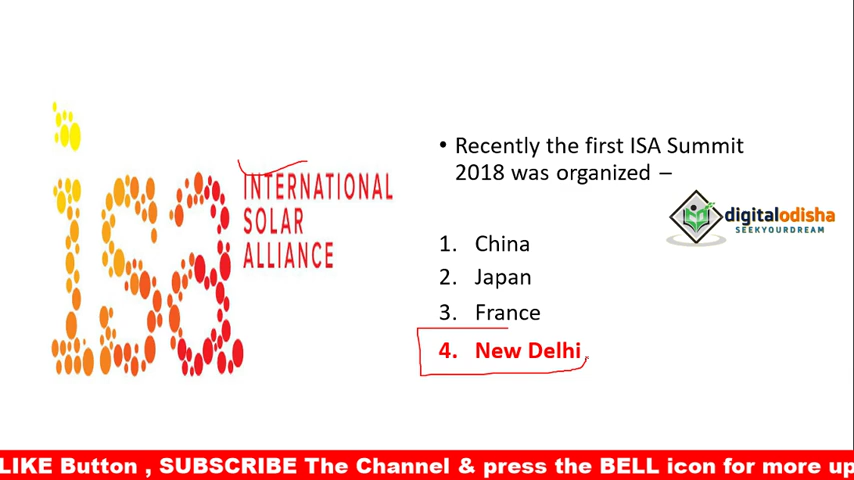 isa
INTERNATIONAL
SOLAR
ALLIANCE
• Recently the first ISA Summit
2018 was organized –
digitalodisha
SEEKYOURDREAM
1. China
2. Japan
3. France
4. New Delhi
LIKE Button , SUBSCRIBE The Channel & press the BELL icon for more up